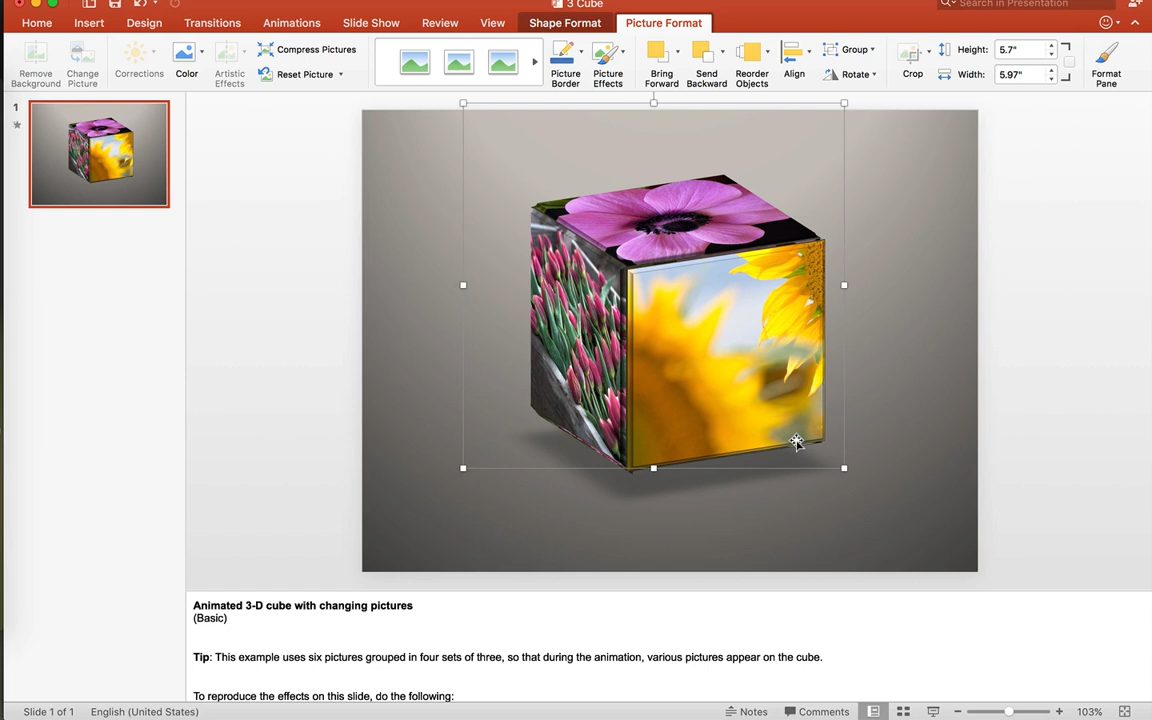 3 Cube
Search in Presentation
Home Insert Design Transitions Animations Slide Show Review View Shape Format Picture Format
Remove Background
Change Picture
Corrections
Color
Artistic Effects
Compress Pictures
Reset Picture
Picture Border
Picture Effects
Bring Forward
Send Backward
Reorder Objects
Align
Group
Rotate
Crop
Height: 5.7"
Width: 5.97"
Format Pane
1
Animated 3-D cube with changing pictures
(Basic)
Tip: This example uses six pictures grouped in four sets of three, so that during the animation, various pictures appear on the cube.
To reproduce the effects on this slide, do the following:
Slide 1 of 1 English (United States) Notes Comments 103%